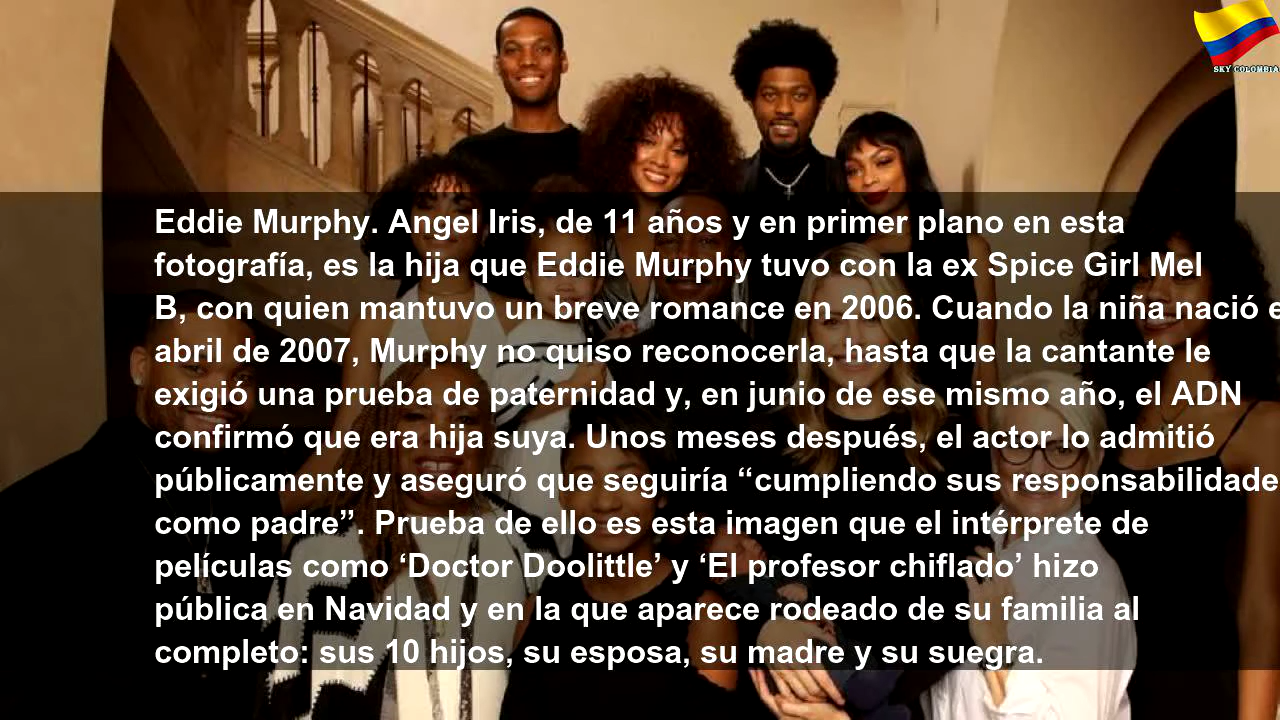 SKY COLOMBIA
Eddie Murphy. Angel Iris, de 11 años y en primer plano en esta
fotografía, es la hija que Eddie Murphy tuvo con la ex Spice Girl Mel
B, con quien mantuvo un breve romance en 2006. Cuando la niña nació e
abril de 2007, Murphy no quiso reconocerla, hasta que la cantante le
exigió una prueba de paternidad y, en junio de ese mismo año, el ADN
confirmó que era hija suya. Unos meses después, el actor lo admitió
públicamente y aseguró que seguiría “cumpliendo sus responsabilidade
como padre”. Prueba de ello es esta imagen que el intérprete de
películas como ‘Doctor Doolittle’ y ‘El profesor chiflado’ hizo
pública en Navidad y en la que aparece rodeado de su familia al
completo: sus 10 hijos, su esposa, su madre y su suegra.